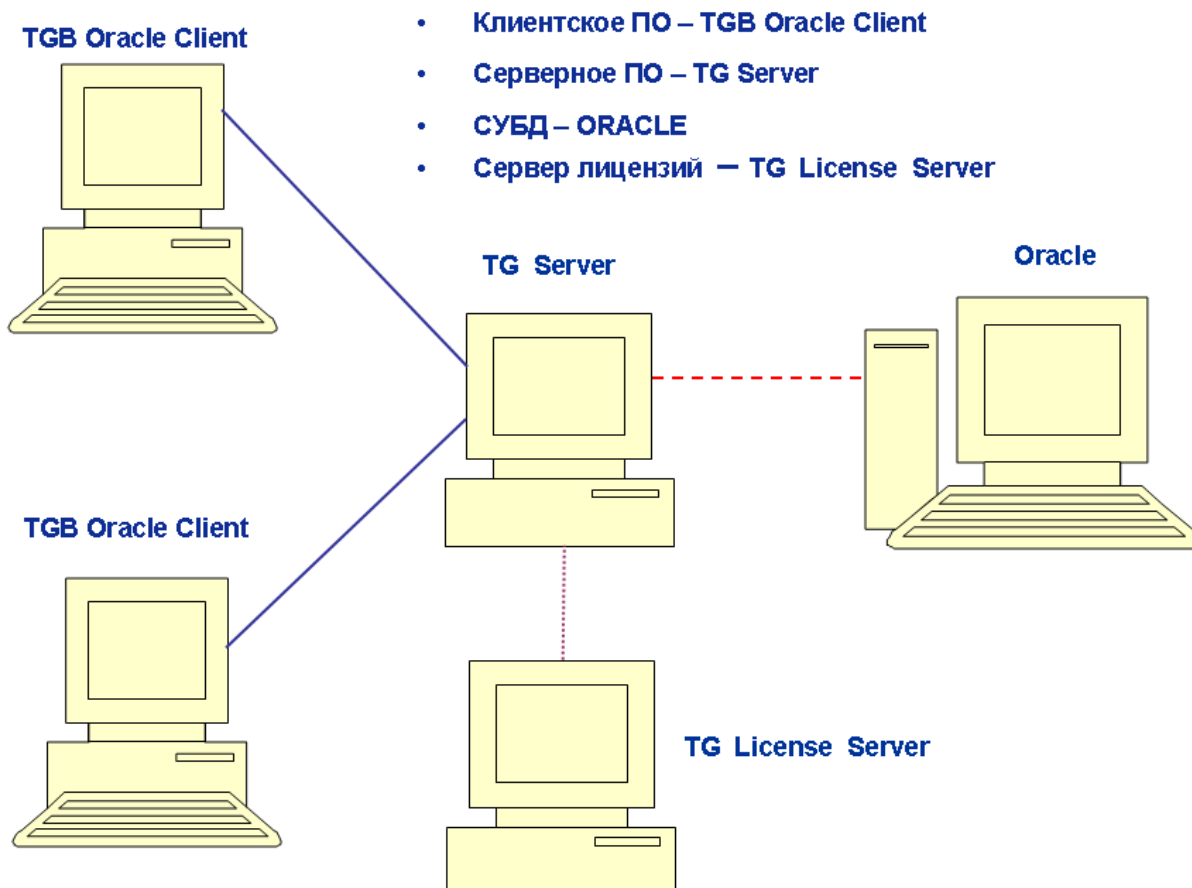 TGB Oracle Client
• Клиентское ПО – TGB Oracle Client
• Серверное ПО – TG Server
• СУБД – ORACLE
• Сервер лицензий – TG License Server
TG Server
Oracle
TGB Oracle Client
TG License Server